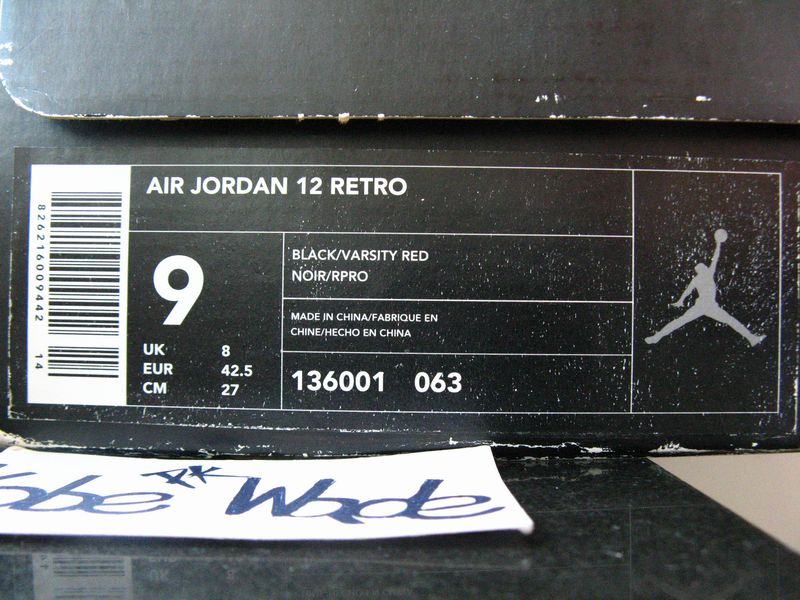 AIR JORDAN 12 RETRO
826216009442 14
9
UK 8
EUR 42.5
CM 27
BLACK/VARSITY RED
NOIR/RPRO
MADE IN CHINA/FABRIQUE EN
CHINE/HECHO EN CHINA
136001 063
Wade